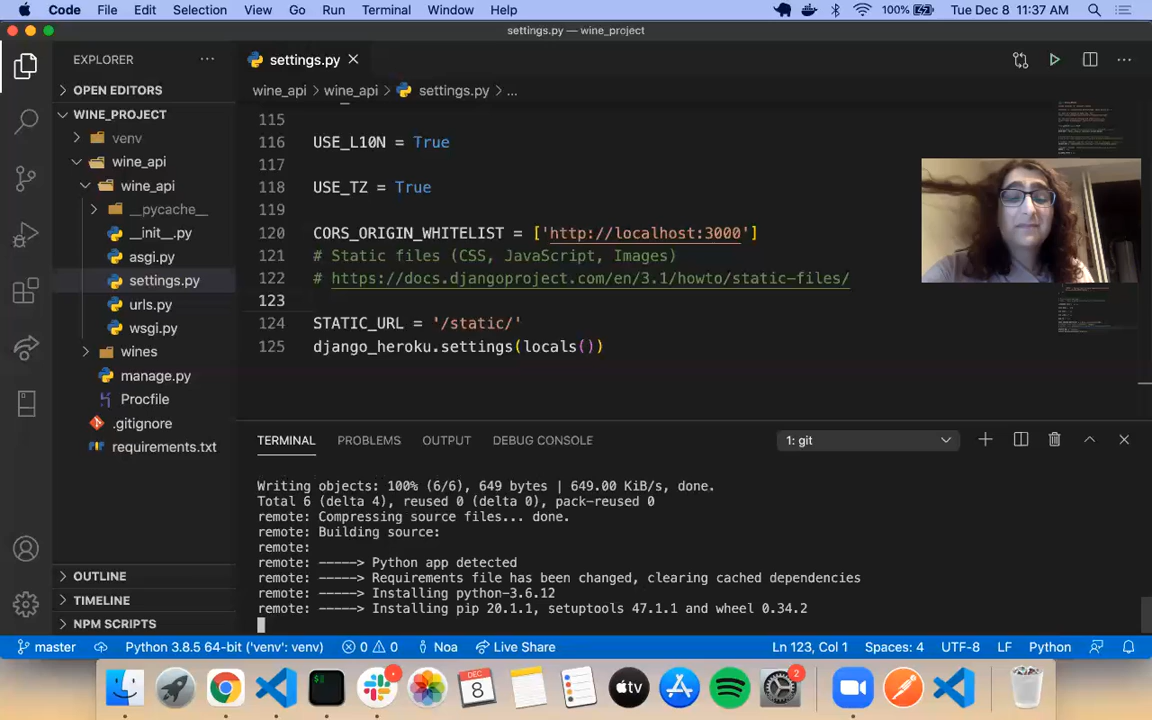 Code File Edit Selection View Go Run Terminal Window Help 100% Tue Dec 8 11:37 AM
settings.py — wine_project
EXPLORER
settings.py
OPEN EDITORS
wine_api > wine_api > settings.py > ...
WINE_PROJECT
venv
wine_api
wine_api
__pycache__
__init__.py
asgi.py
settings.py
urls.py
wsgi.py
wines
manage.py
Procfile
.gitignore
requirements.txt
OUTLINE
TIMELINE
NPM SCRIPTS
115
116 USE_L10N = True
117
118 USE_TZ = True
119
120 CORS_ORIGIN_WHITELIST = ['http://localhost:3000']
121 # Static files (CSS, JavaScript, Images)
122 # https://docs.djangoproject.com/en/3.1/howto/static-files/
123
124 STATIC_URL = '/static/'
125 django_heroku.settings(locals())
TERMINAL PROBLEMS OUTPUT DEBUG CONSOLE 1: git
Writing objects: 100% (6/6), 649 bytes | 649.00 KiB/s, done.
Total 6 (delta 4), reused 0 (delta 0), pack-reused 0
remote: Compressing source files... done.
remote: Building source:
remote:
remote: -----> Python app detected
remote: -----> Requirements file has been changed, clearing cached dependencies
remote: -----> Installing python-3.6.12
remote: -----> Installing pip 20.1.1, setuptools 47.1.1 and wheel 0.34.2
master Python 3.8.5 64-bit ('venv': venv) 0 0 Noa Live Share Ln 123, Col 1 Spaces: 4 UTF-8 LF Python
DEC
8
tv
2